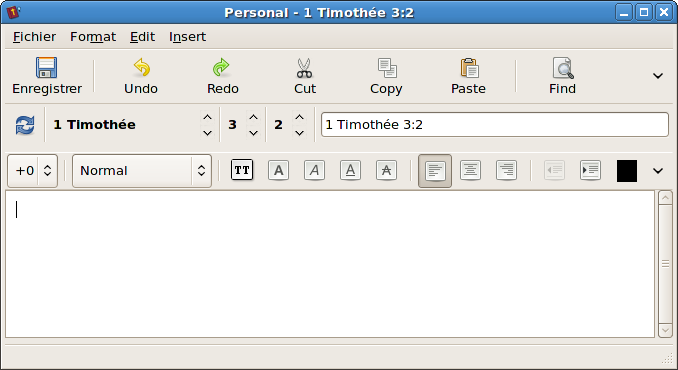 Personal - 1 Timothée 3:2
Fichier Format Edit Insert
Enregistrer Undo Redo Cut Copy Paste Find
1 Timothée 3 2 1 Timothée 3:2
+0 Normal TT A A A A